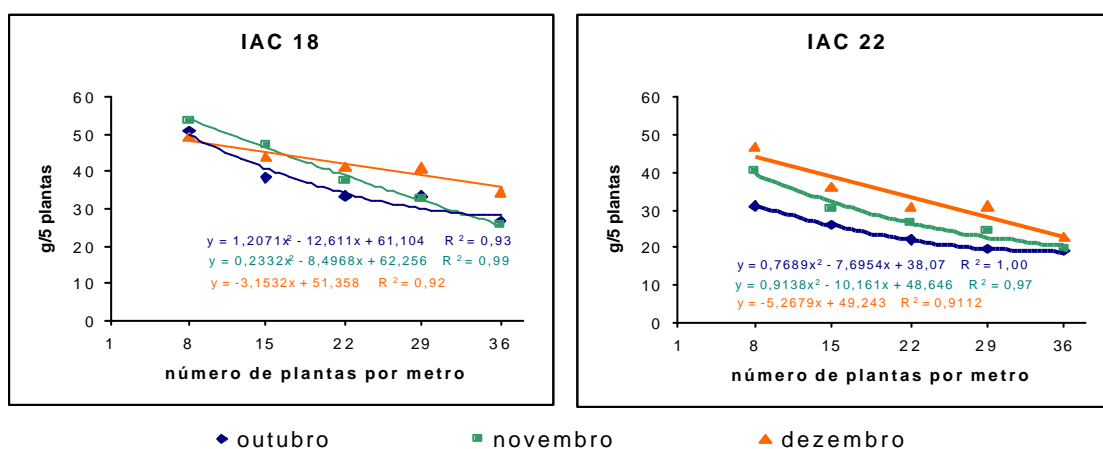 IAC 18
g/5 plantas
60
50
40
30
20
10
0
y = 1,2071x² - 12,611x + 61,104 R² = 0,93
y = 0,2332x² - 8,4968x + 62,256 R² = 0,99
y = -3,1532x + 51,358 R² = 0,92
1 8 15 22 29 36
número de plantas por metro
IAC 22
g/5 plantas
60
50
40
30
20
10
0
y = 0,7689x² - 7,6954x + 38,07 R² = 1,00
y = 0,9138x² - 10,161x + 48,646 R² = 0,97
y = -5,2679x + 49,243 R² = 0,9112
1 8 15 22 29 36
número de plantas por metro
outubro novembro dezembro